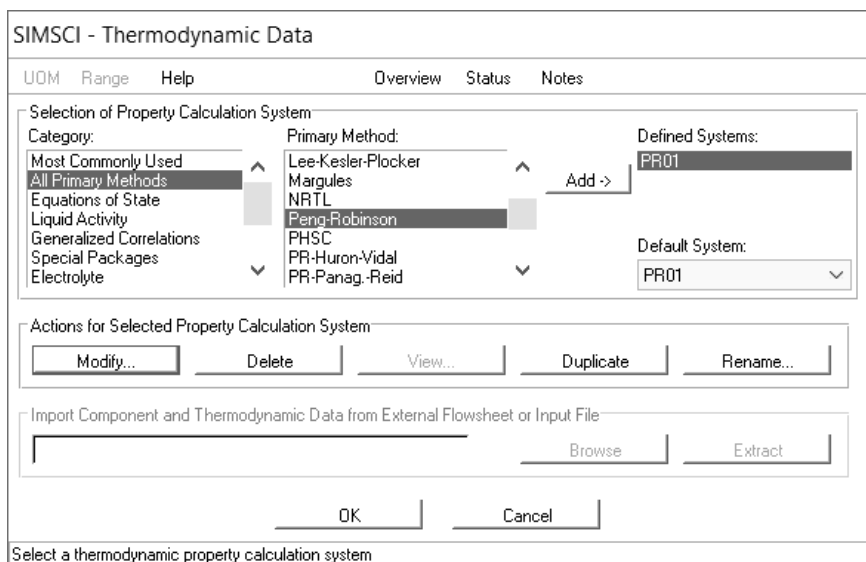 SIMSCI - Thermodynamic Data
UOM Range Help Overview Status Notes
Selection of Property Calculation System
Category:
Most Commonly Used
All Primary Methods
Equations of State
Liquid Activity
Generalized Correlations
Special Packages
Electrolyte
Primary Method:
Lee-Kesler-Plocker
Margules
NRTL
Peng-Robinson
PHSC
PR-Huron-Vidal
PR-Panag.-Reid
Add ->
Defined Systems:
PR01
Default System:
PR01
Actions for Selected Property Calculation System
Modify... Delete View... Duplicate Rename...
Import Component and Thermodynamic Data from External Flowsheet or Input File
Browse Extract
OK Cancel
Select a thermodynamic property calculation system